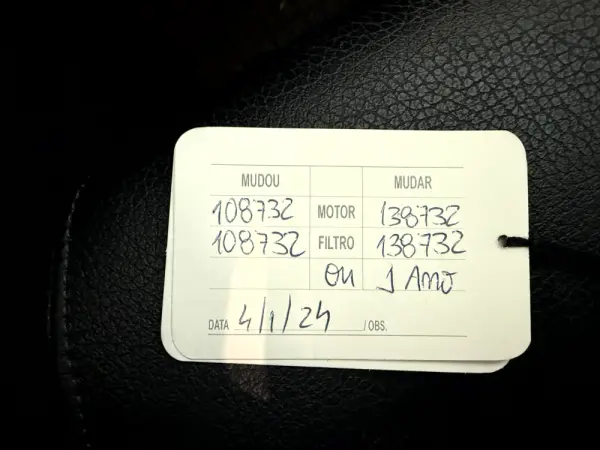 MUDOU MUDAR
108732 MOTOR 138732
108732 FILTRO 138732
OU 1 ANO
DATA 4/1/24 / OBS.